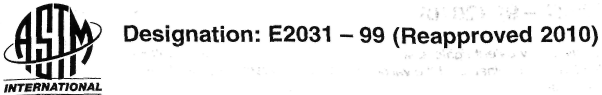 ASTM
INTERNATIONAL
Designation: E2031 – 99 (Reapproved 2010)